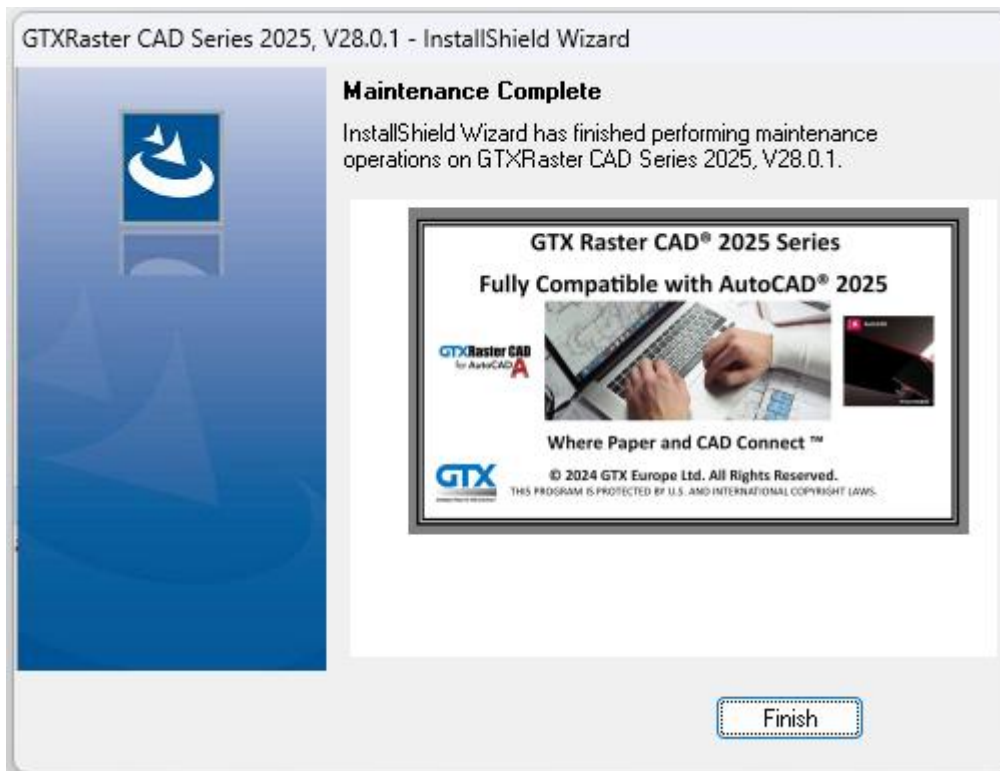 GTXRaster CAD Series 2025, V28.0.1 - InstallShield Wizard
Maintenance Complete
InstallShield Wizard has finished performing maintenance
operations on GTXRaster CAD Series 2025, V28.0.1.
GTX Raster CAD® 2025 Series
Fully Compatible with AutoCAD® 2025
GTXRaster CAD
for AutoCAD
Where Paper and CAD Connect ™
GTX
© 2024 GTX Europe Ltd. All Rights Reserved.
THIS PROGRAM IS PROTECTED BY U.S. AND INTERNATIONAL COPYRIGHT LAWS.
Finish